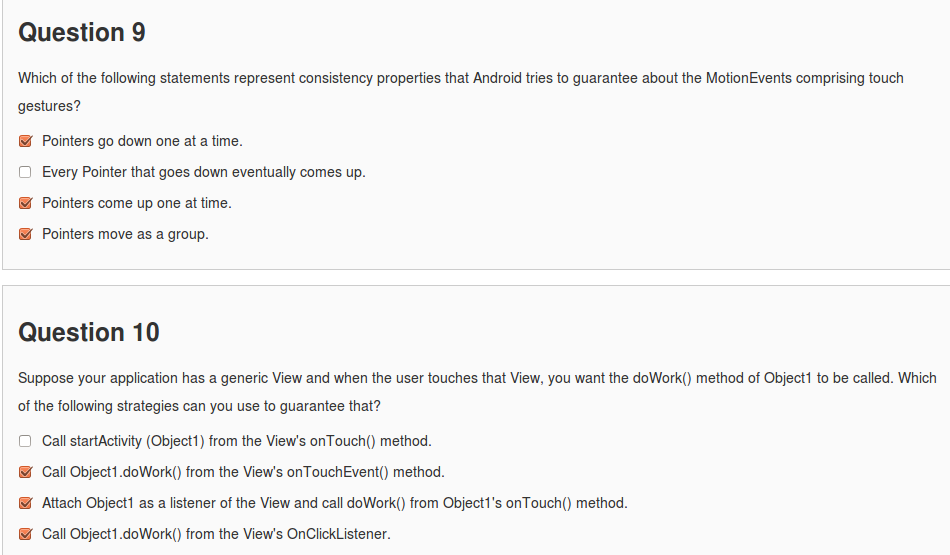 Question 9
Which of the following statements represent consistency properties that Android tries to guarantee about the MotionEvents comprising touch
gestures?
Pointers go down one at a time.
Every Pointer that goes down eventually comes up.
Pointers come up one at time.
Pointers move as a group.
Question 10
Suppose your application has a generic View and when the user touches that View, you want the doWork() method of Object1 to be called. Which
of the following strategies can you use to guarantee that?
Call startActivity (Object1) from the View's onTouch() method.
Call Object1.doWork() from the View's onTouchEvent() method.
Attach Object1 as a listener of the View and call doWork() from Object1's onTouch() method.
Call Object1.doWork() from the View's OnClickListener.